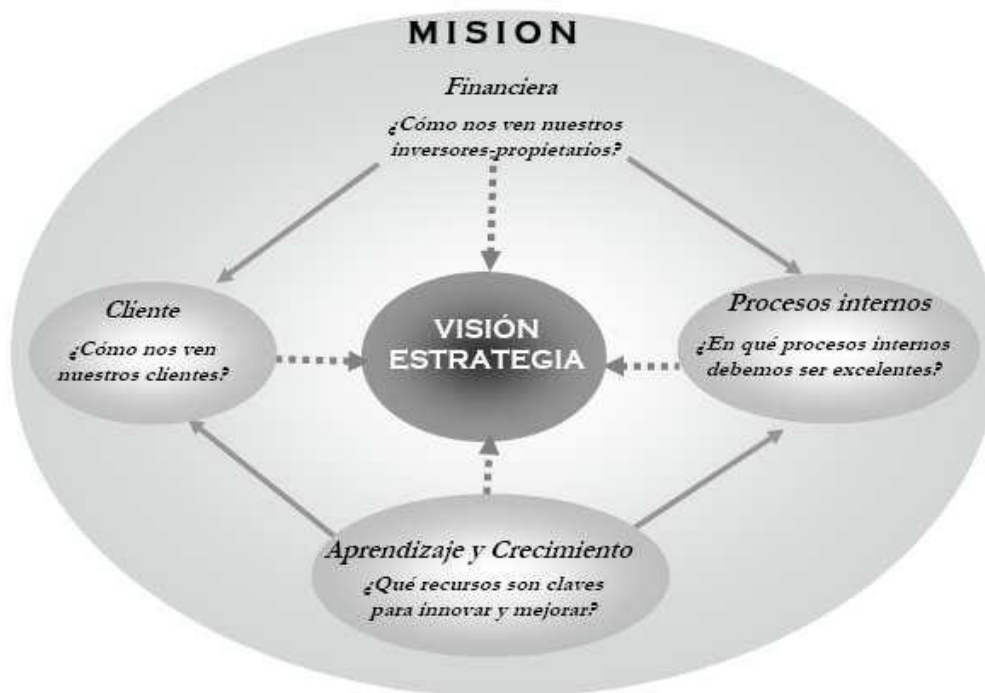 MISION
Financiera
¿Cómo nos ven nuestros
inversores-propietarios?
Cliente
¿Cómo nos ven
nuestros clientes?
VISIÓN
ESTRATEGIA
Procesos internos
¿En qué procesos internos
debemos ser excelentes?
Aprendizaje y Crecimiento
¿Qué recursos son claves
para innovar y mejorar?